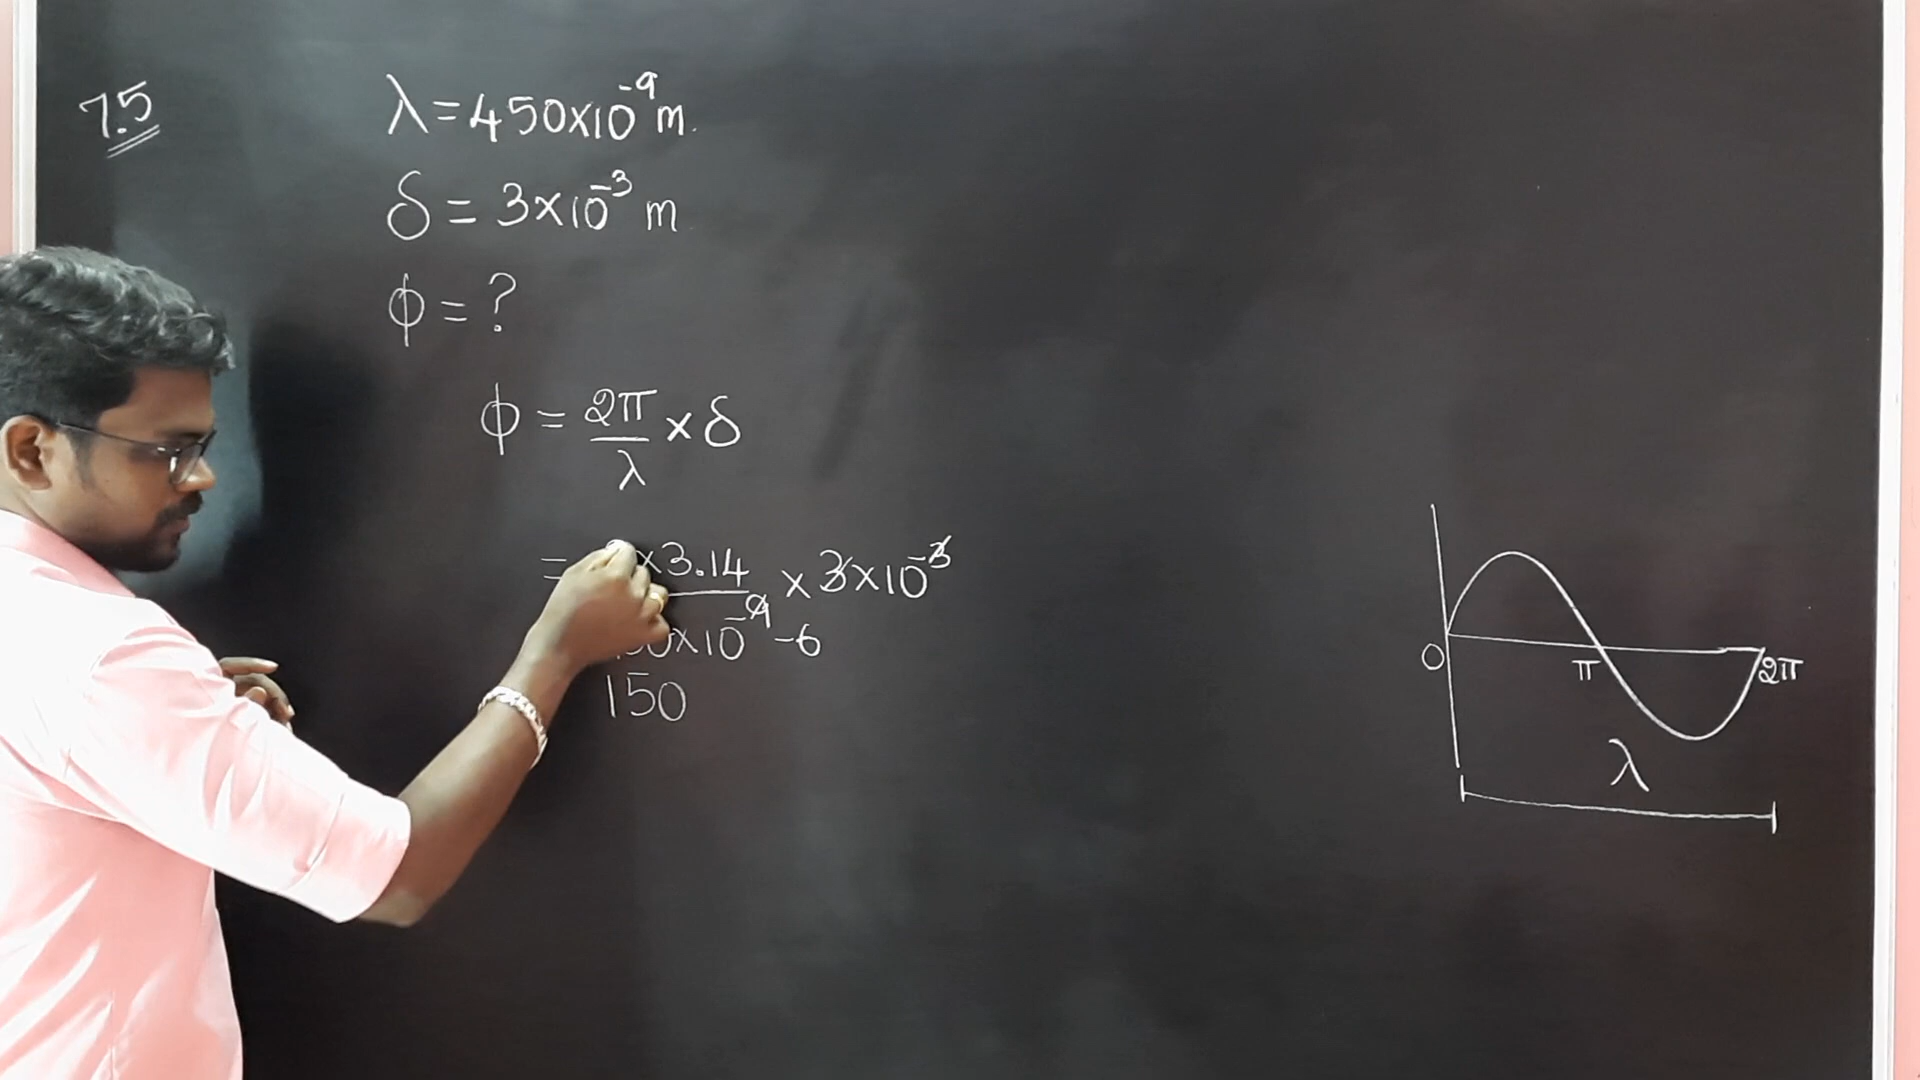 7.5
λ = 450×10⁻⁹ m.
δ = 3×10⁻³ m
ϕ = ?
ϕ = 2π/λ × δ
= ×3.14 × 3×10⁻³
0×10⁻⁹ -6
150
0 π 2π
λ